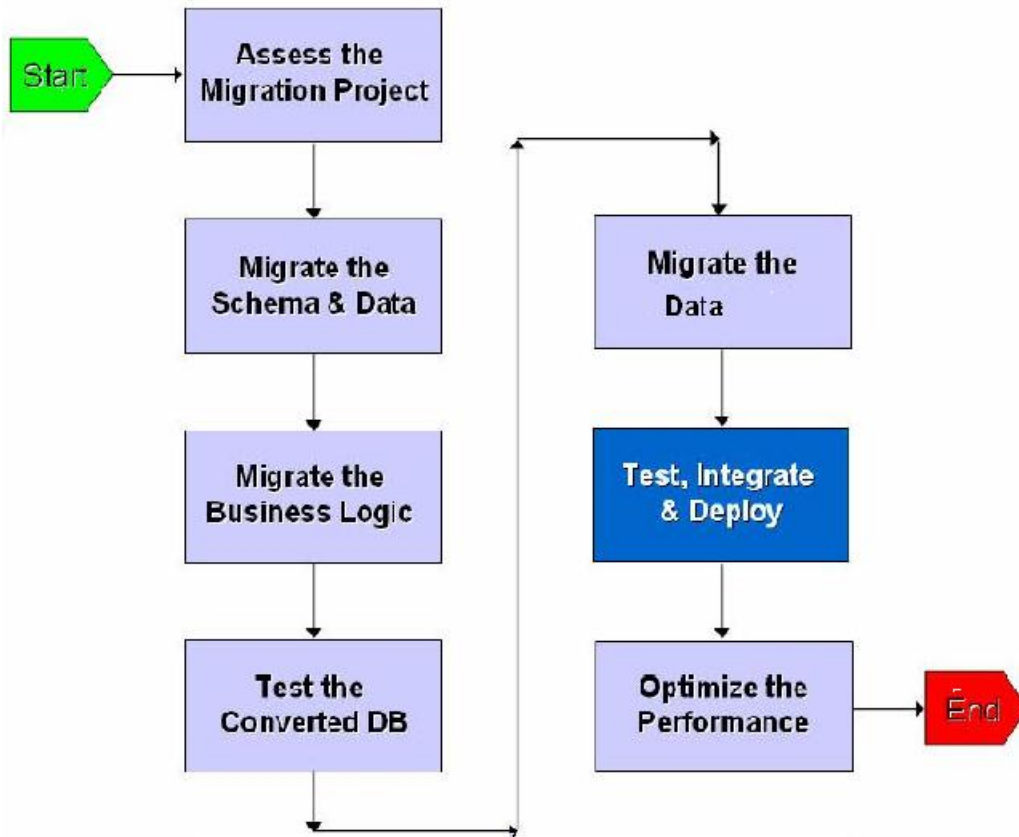 Start
Assess the
Migration Project
Migrate the
Schema & Data
Migrate the
Business Logic
Test the
Converted DB
Migrate the
Data
Test, Integrate
& Deploy
Optimize the
Performance
End